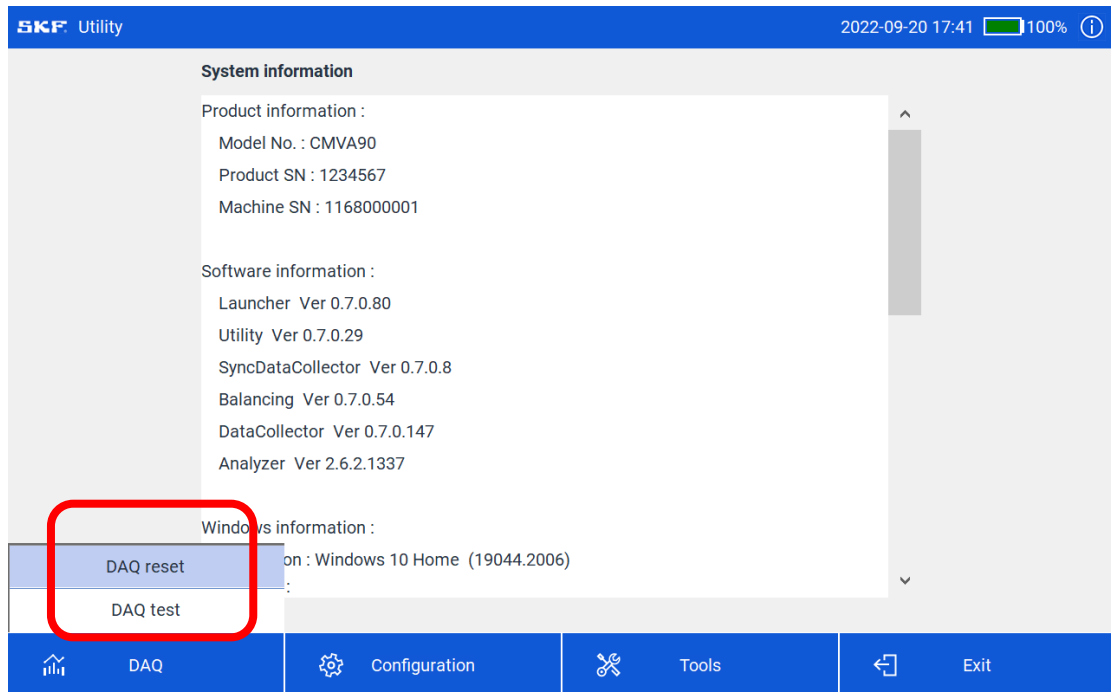 SKF. Utility 2022-09-20 17:41 100%
System information
Product information :
Model No. : CMVA90
Product SN : 1234567
Machine SN : 1168000001
Software information :
Launcher Ver 0.7.0.80
Utility Ver 0.7.0.29
SyncDataCollector Ver 0.7.0.8
Balancing Ver 0.7.0.54
DataCollector Ver 0.7.0.147
Analyzer Ver 2.6.2.1337
Windows information :
on : Windows 10 Home (19044.2006)
:
DAQ reset
DAQ test
DAQ Configuration Tools Exit